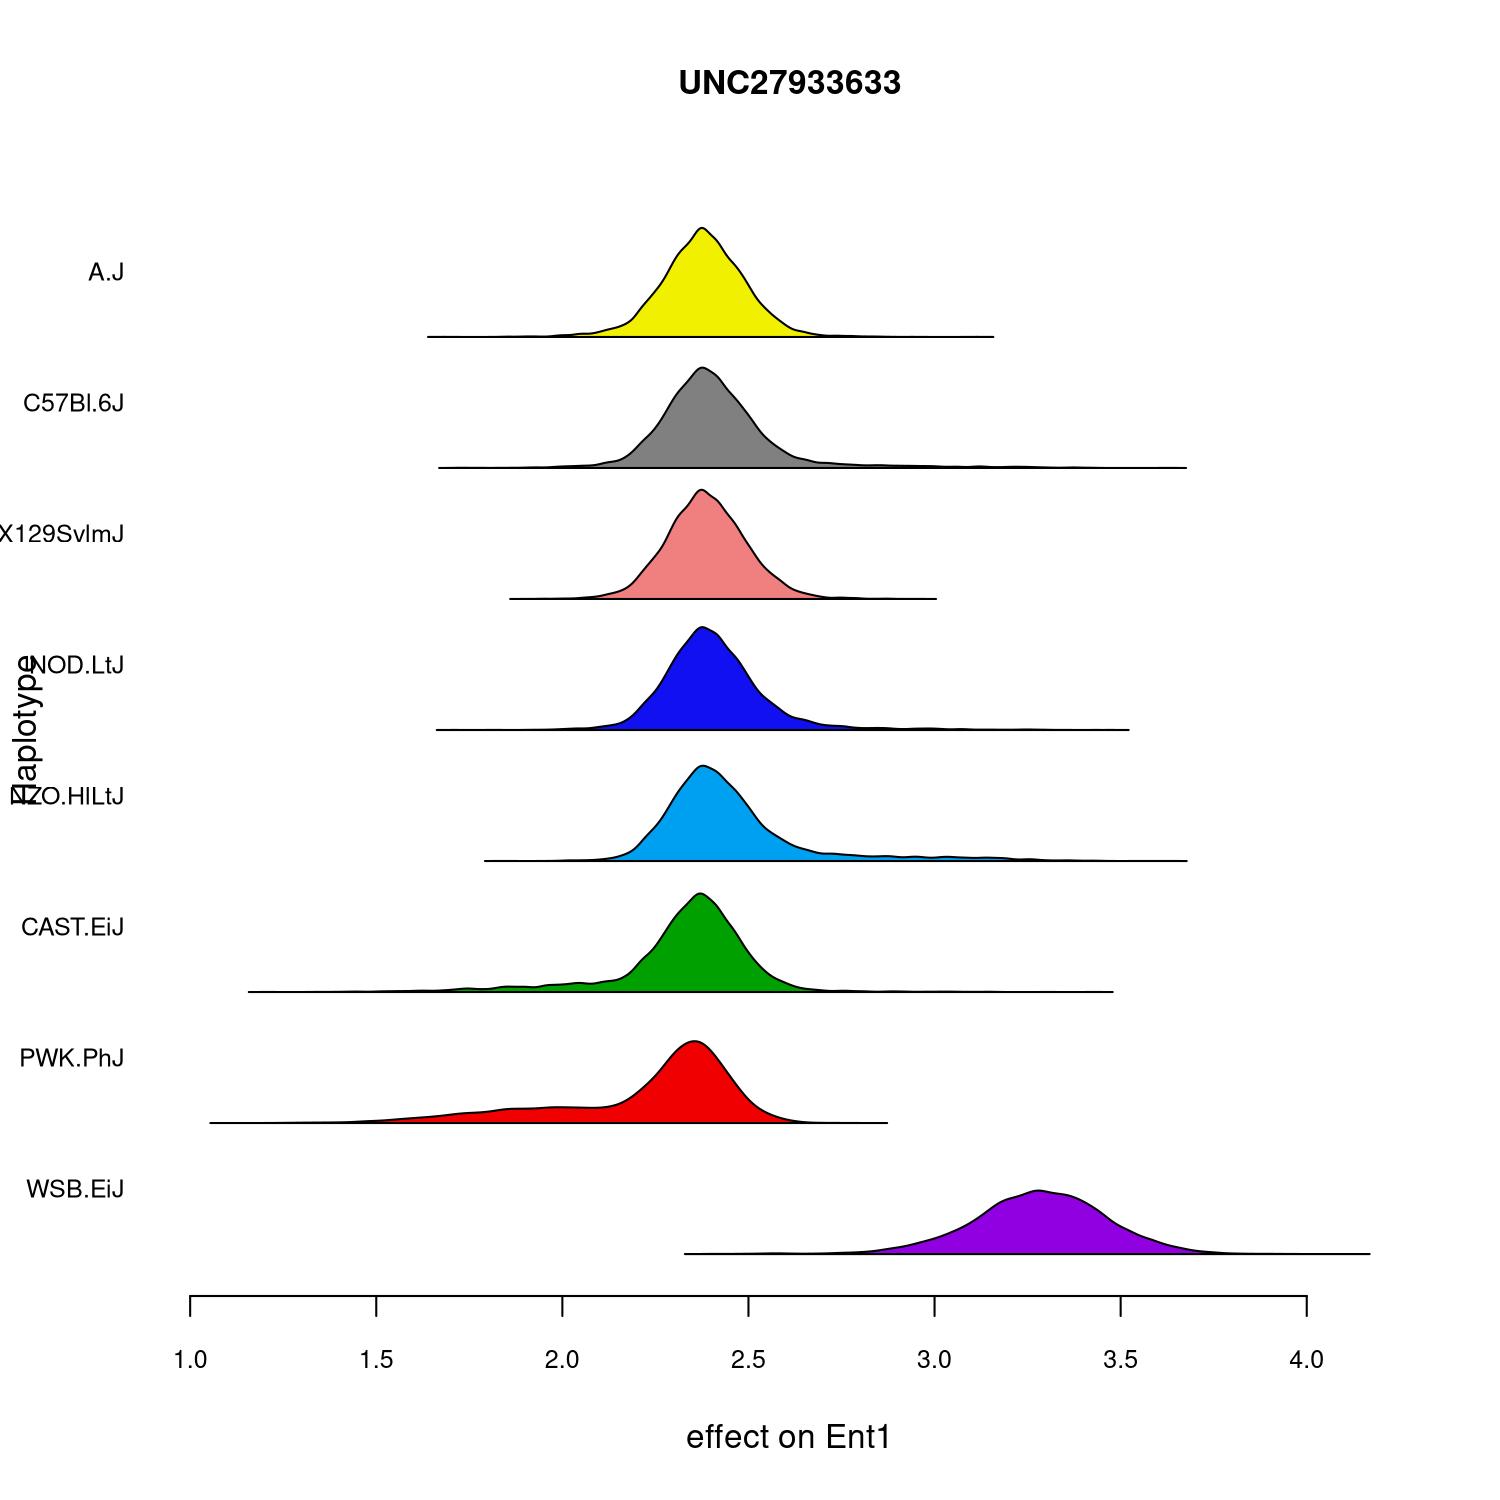 UNC27933633
A.J
C57Bl.6J
X129SvImJ
NOD.LtJ
Haplotype
NZO.HlLtJ
CAST.EiJ
PWK.PhJ
WSB.EiJ
1.0 1.5 2.0 2.5 3.0 3.5 4.0
effect on Ent1